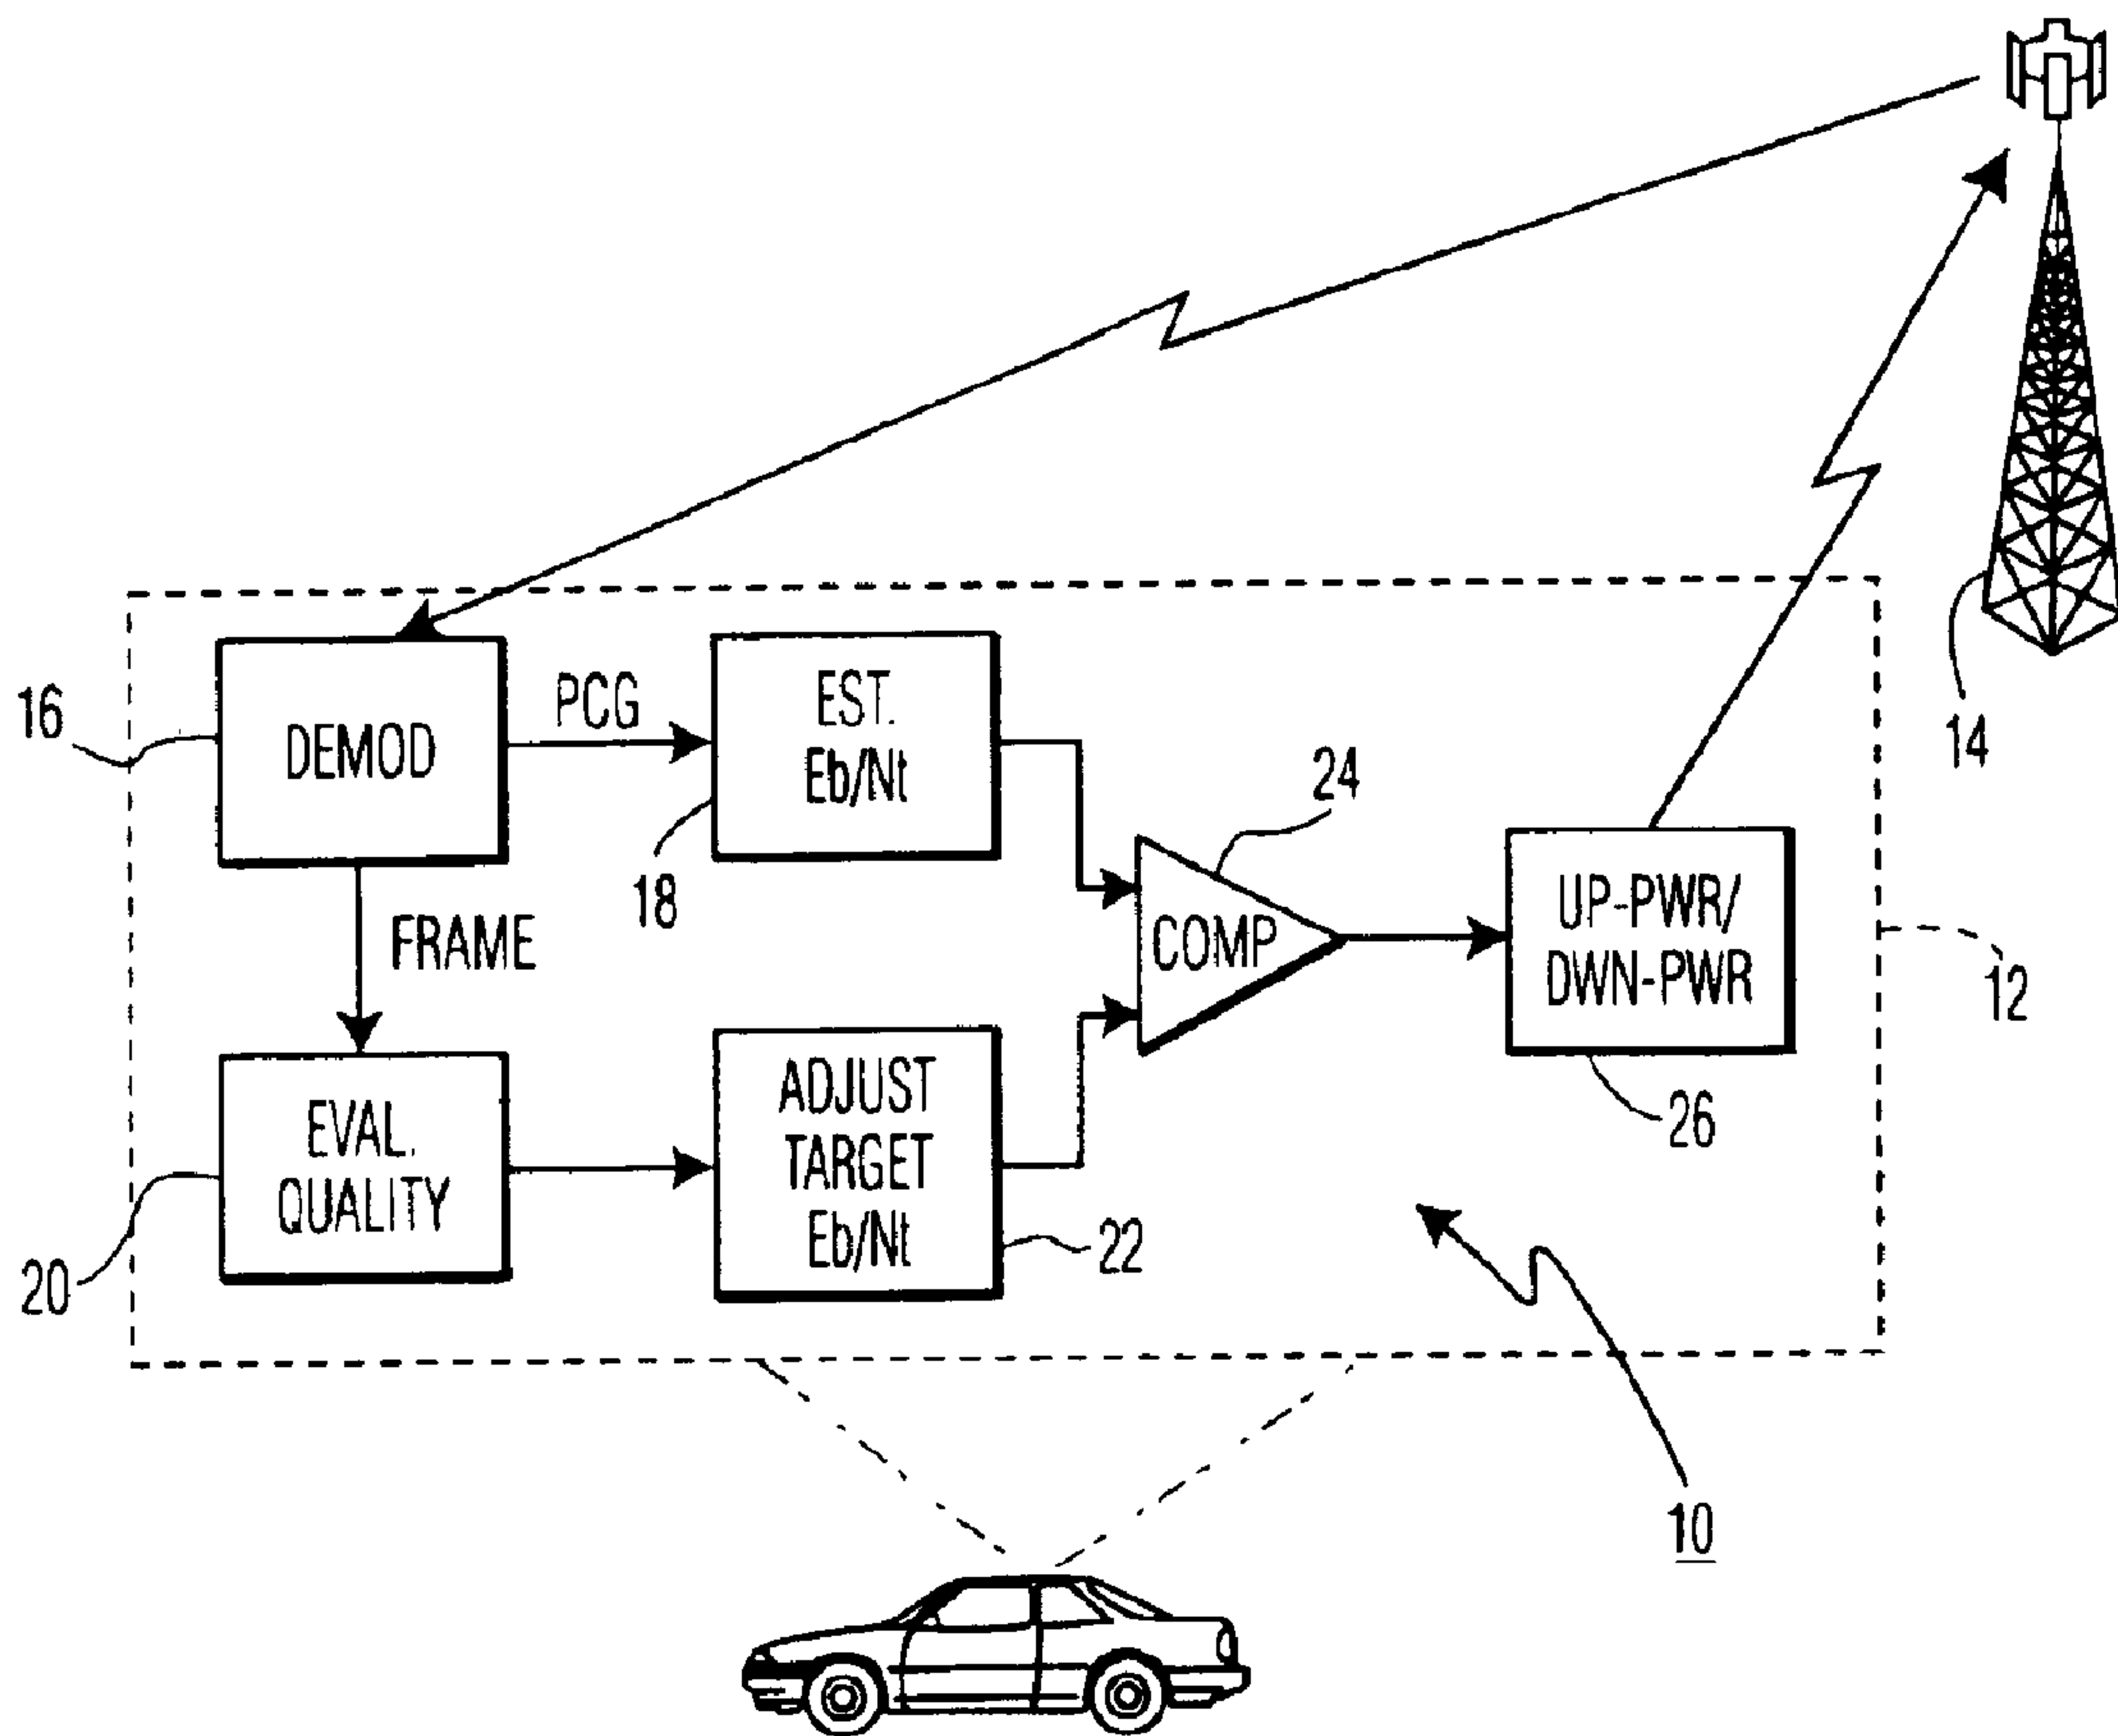 16
DEMOD
PCG
EST.
Eb/Nt
18
24
14
FRAME
COMP
UP-PWR/
DWN-PWR
12
26
EVAL.
QUALITY
20
ADJUST
TARGET
Eb/Nt
22
10